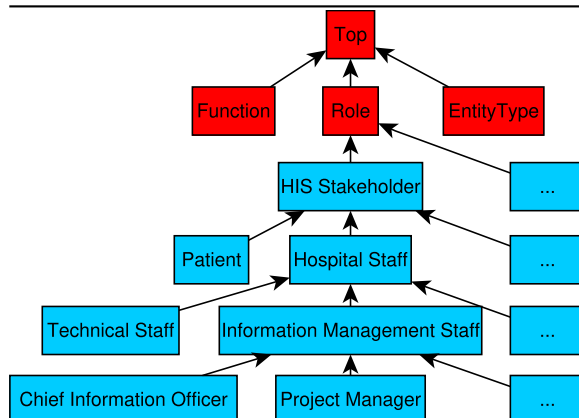 Top
Function
Role
EntityType
HIS Stakeholder
...
Patient
Hospital Staff
...
Technical Staff
Information Management Staff
...
Chief Information Officer
Project Manager
...